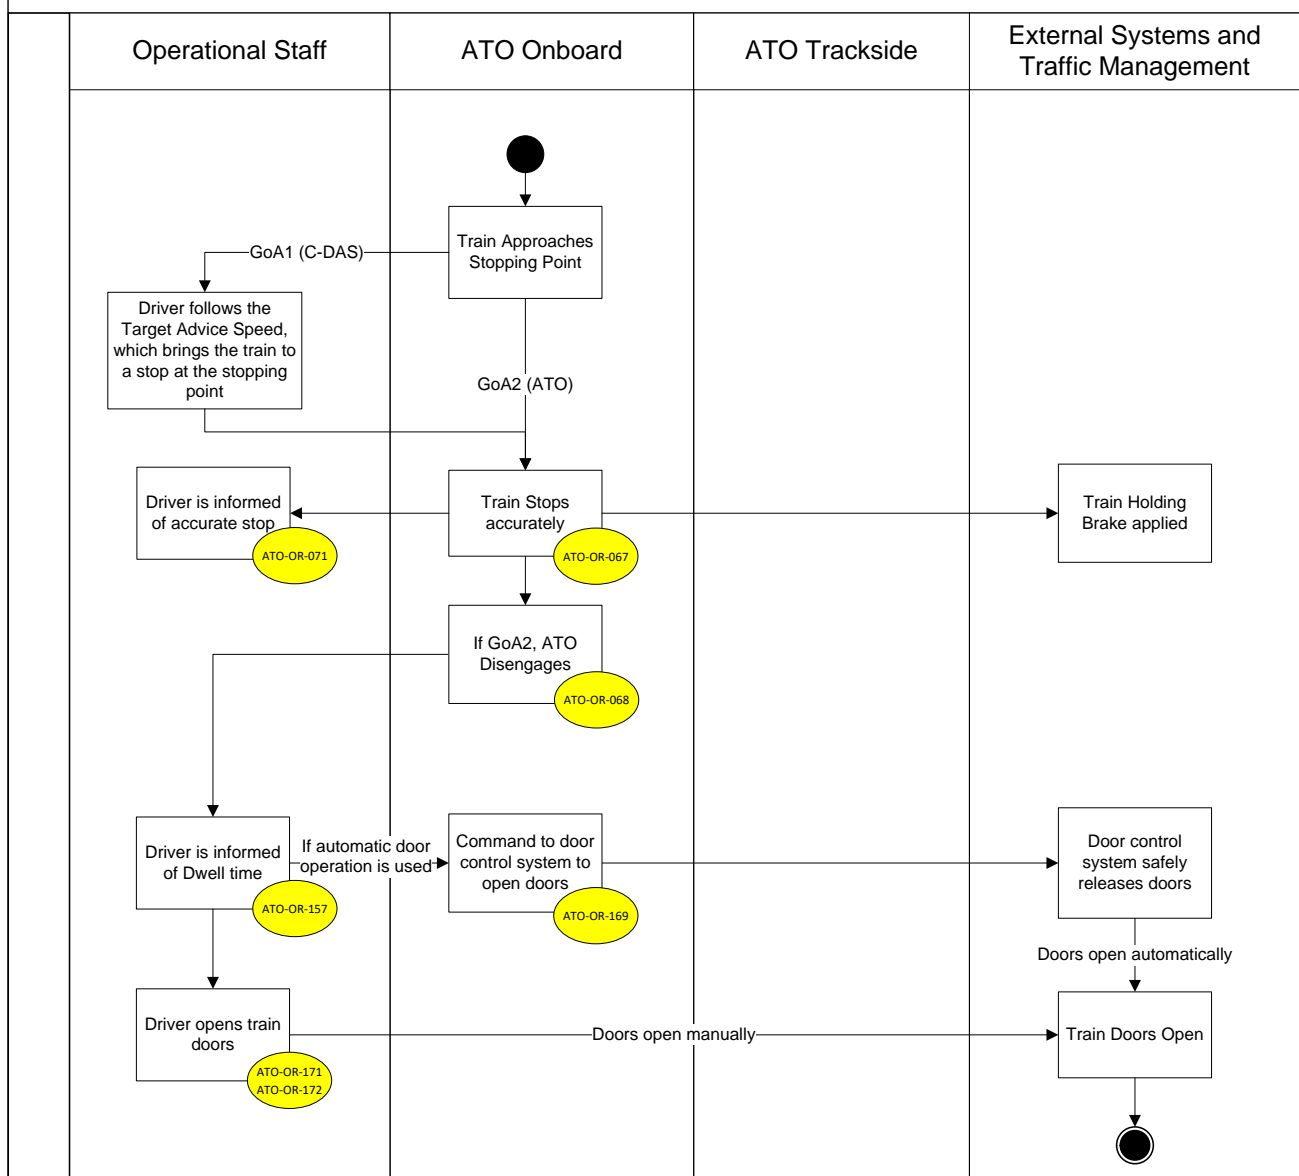 Operational Staff
ATO Onboard
ATO Trackside
External Systems and
Traffic Management
Train Approaches
Stopping Point
GoA1 (C-DAS)
Driver follows the
Target Advice Speed,
which brings the train to
a stop at the stopping
point
GoA2 (ATO)
Driver is informed
of accurate stop
ATO-OR-071
Train Stops
accurately
ATO-OR-067
Train Holding
Brake applied
If GoA2, ATO
Disengages
ATO-OR-068
Driver is informed
of Dwell time
ATO-OR-157
If automatic door
operation is used
Command to door
control system to
open doors
ATO-OR-169
Door control
system safely
releases doors
Doors open automatically
Driver opens train
doors
ATO-OR-171
ATO-OR-172
Doors open manually
Train Doors Open